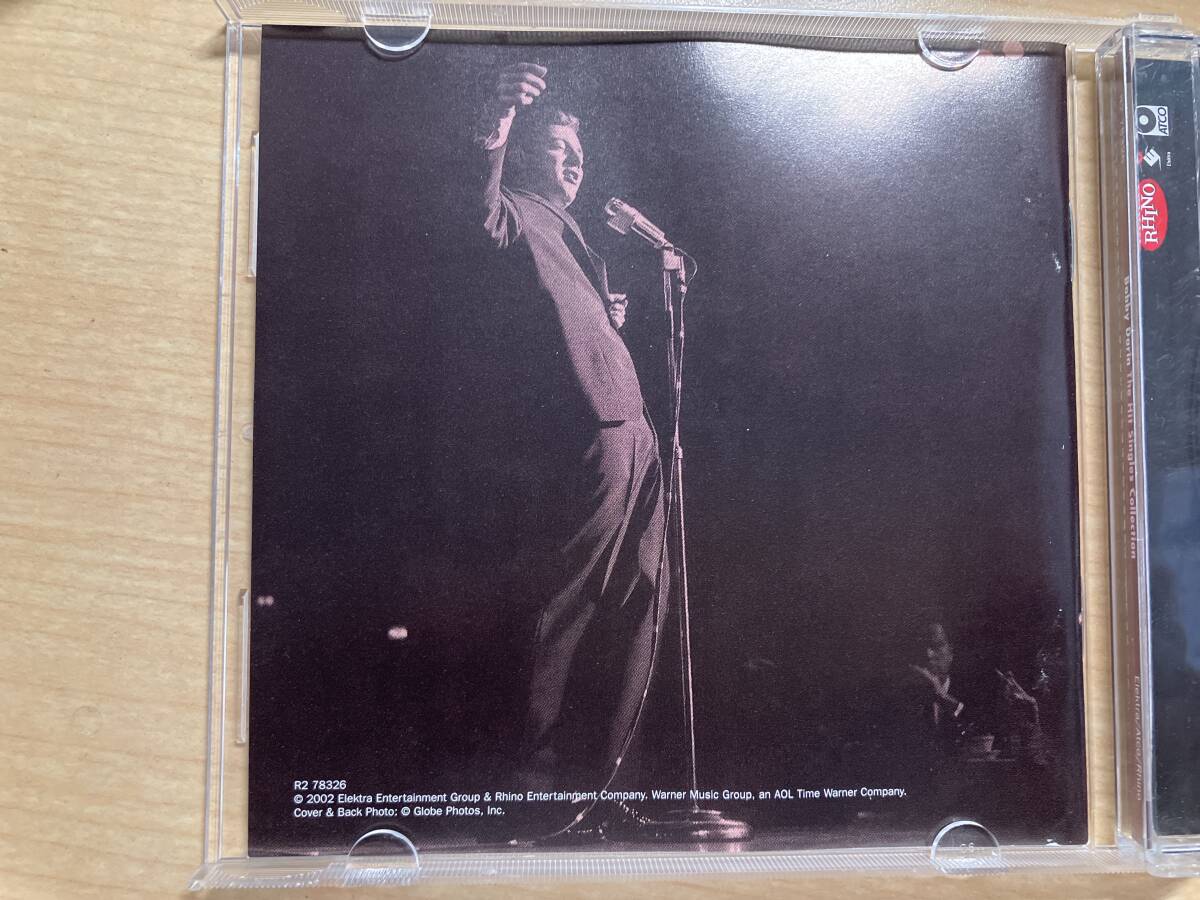 R2 78326
© 2002 Elektra Entertainment Group & Rhino Entertainment Company, Warner Music Group, an AOL Time Warner Company.
Cover & Back Photo: © Globe Photos, Inc.
ATCO
Elektra
RHINO
Bobby Darin The Hit Singles Collection
Elektra/Atco/Rhino